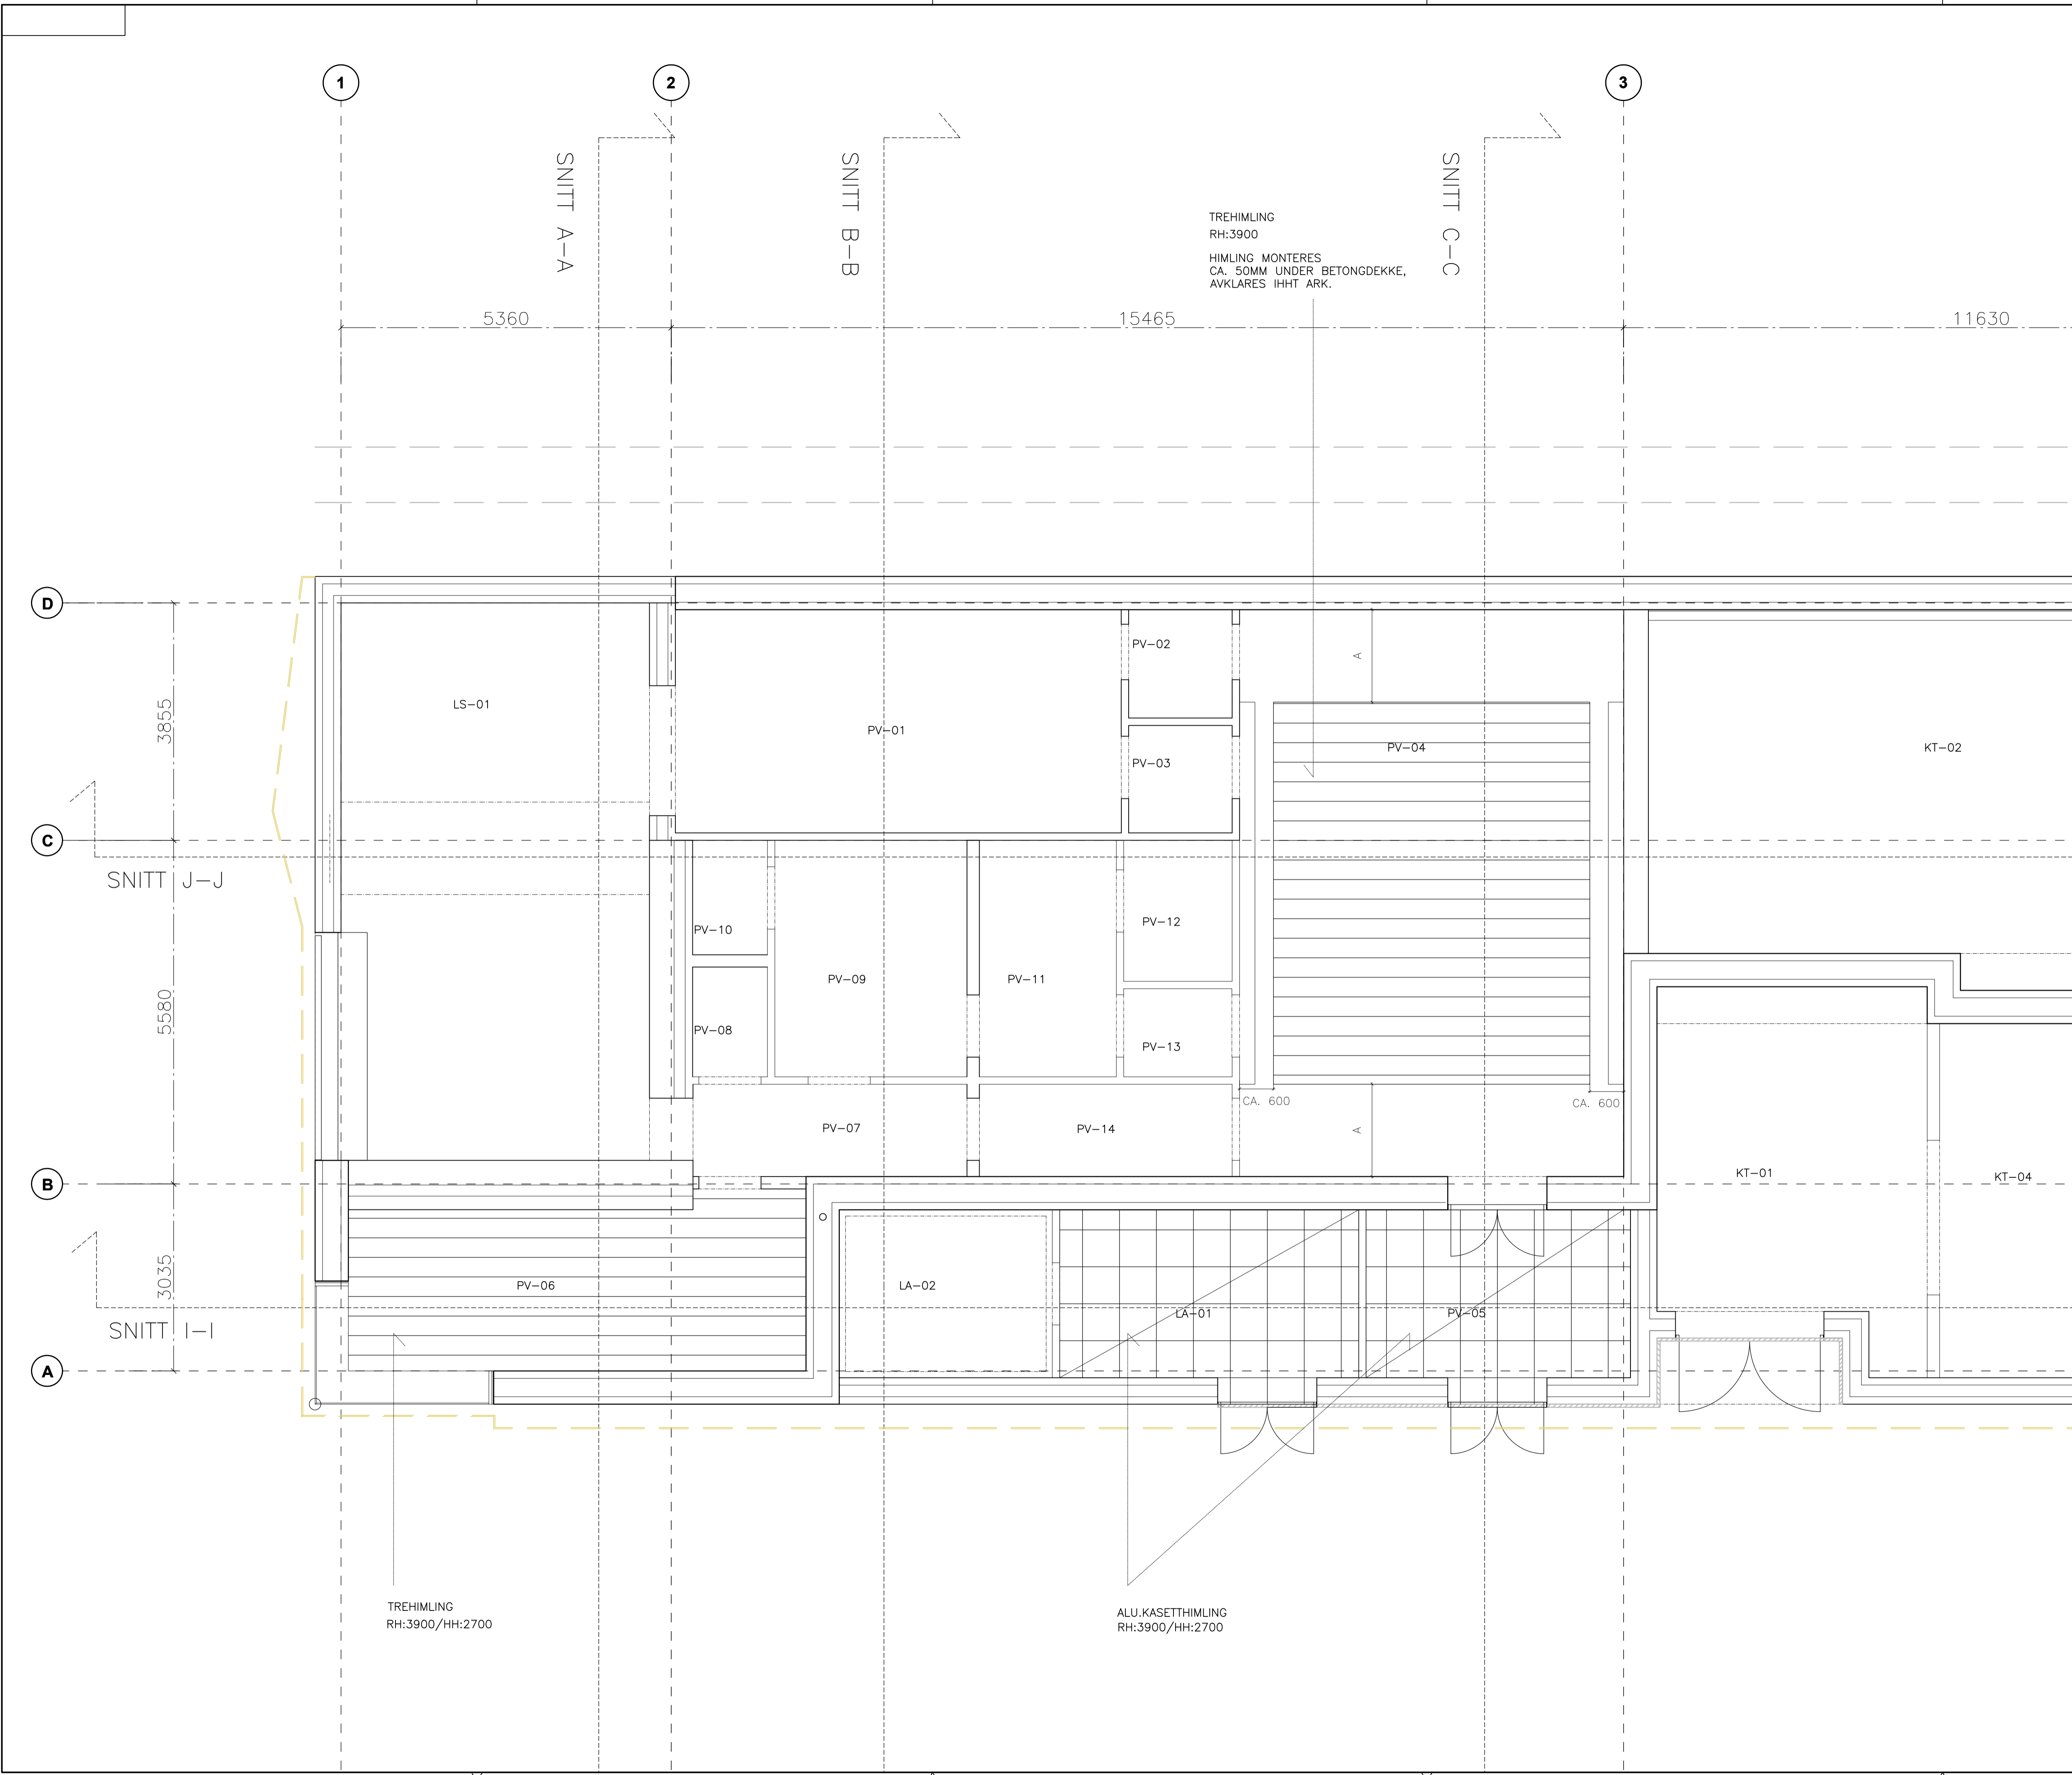 1
2
3
SNITT A-A
SNITT B-B
SNITT C-C
TREHIMLING
RH:3900
HIMLING MONTERES
CA. 50MM UNDER BETONGDEKKE,
AVKLARES IHHT ARK.
5360
15465
11630
D
C
B
A
3855
5580
3035
SNITT J-J
SNITT I-I
LS-01
PV-01
PV-02
PV-03
A
PV-04
KT-02
PV-10
PV-12
PV-09
PV-11
PV-08
PV-13
CA. 600
CA. 600
PV-07
PV-14
A
KT-01
KT-04
PV-06
LA-02
LA-01
PV-05
TREHIMLING
RH:3900/HH:2700
ALU.KASETTHIMLING
RH:3900/HH:2700